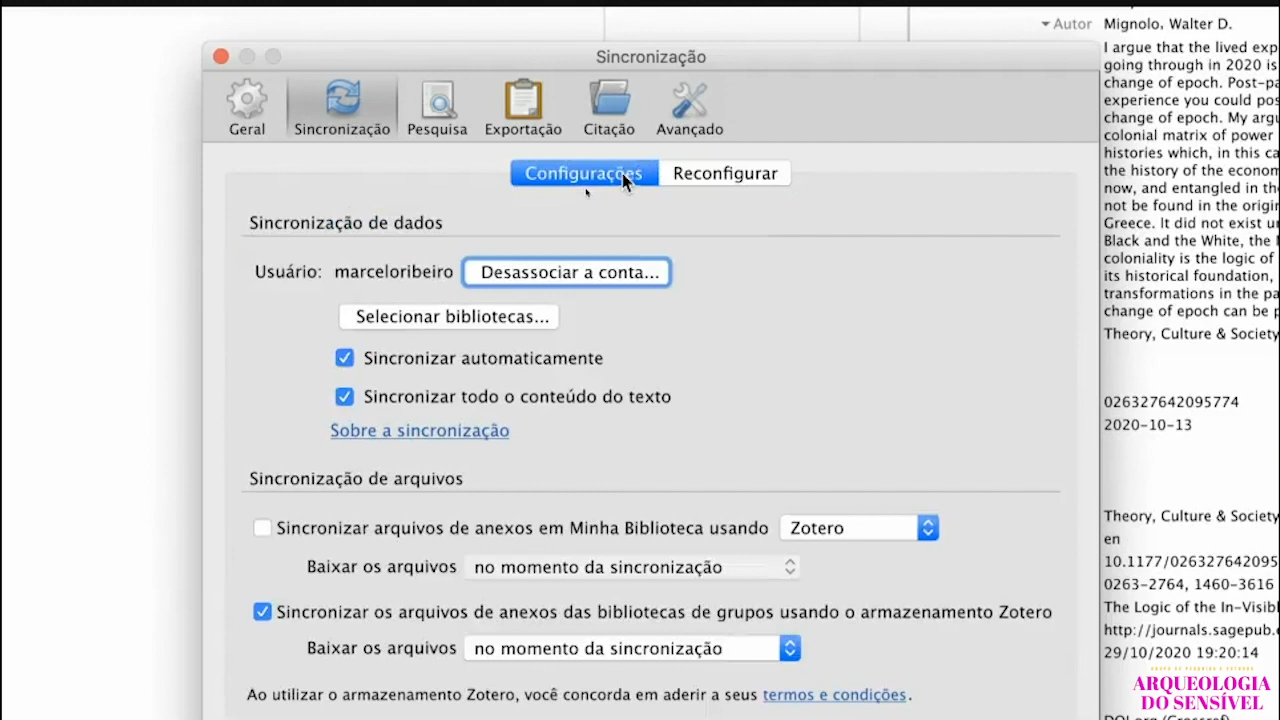 Sincronização
Geral
Sincronização
Pesquisa
Exportação
Citação
Avançado
Configurações
Reconfigurar
Sincronização de dados
Usuário: marceloribeiro
Desassociar a conta...
Selecionar bibliotecas...
Sincronizar automaticamente
Sincronizar todo o conteúdo do texto
Sobre a sincronização
Sincronização de arquivos
Sincronizar arquivos de anexos em Minha Biblioteca usando
Zotero
Baixar os arquivos
no momento da sincronização
Sincronizar os arquivos de anexos das bibliotecas de grupos usando o armazenamento Zotero
Baixar os arquivos
no momento da sincronização
Ao utilizar o armazenamento Zotero, você concorda em aderir a seus termos e condições.
Autor
Mignolo, Walter D.
I argue that the lived exp
going through in 2020 is
change of epoch. Post-pa
experience you could pos
change of epoch. My argu
colonial matrix of power
histories which, in this ca
the history of the econom
now, and entangled in the
not be found in the origin
Greece. It did not exist un
Black and the White, the
coloniality is the logic of
its historical foundation,
transformations in the pa
change of epoch can be p
Theory, Culture & Society
026327642095774
2020-10-13
Theory, Culture & Society
en
10.1177/026327642095
0263-2764, 1460-3616
The Logic of the In-Visibl
http://journals.sagepub.c
29/10/2020 19:20:14
ARQUEOLOGIA
DO SENSÍVEL